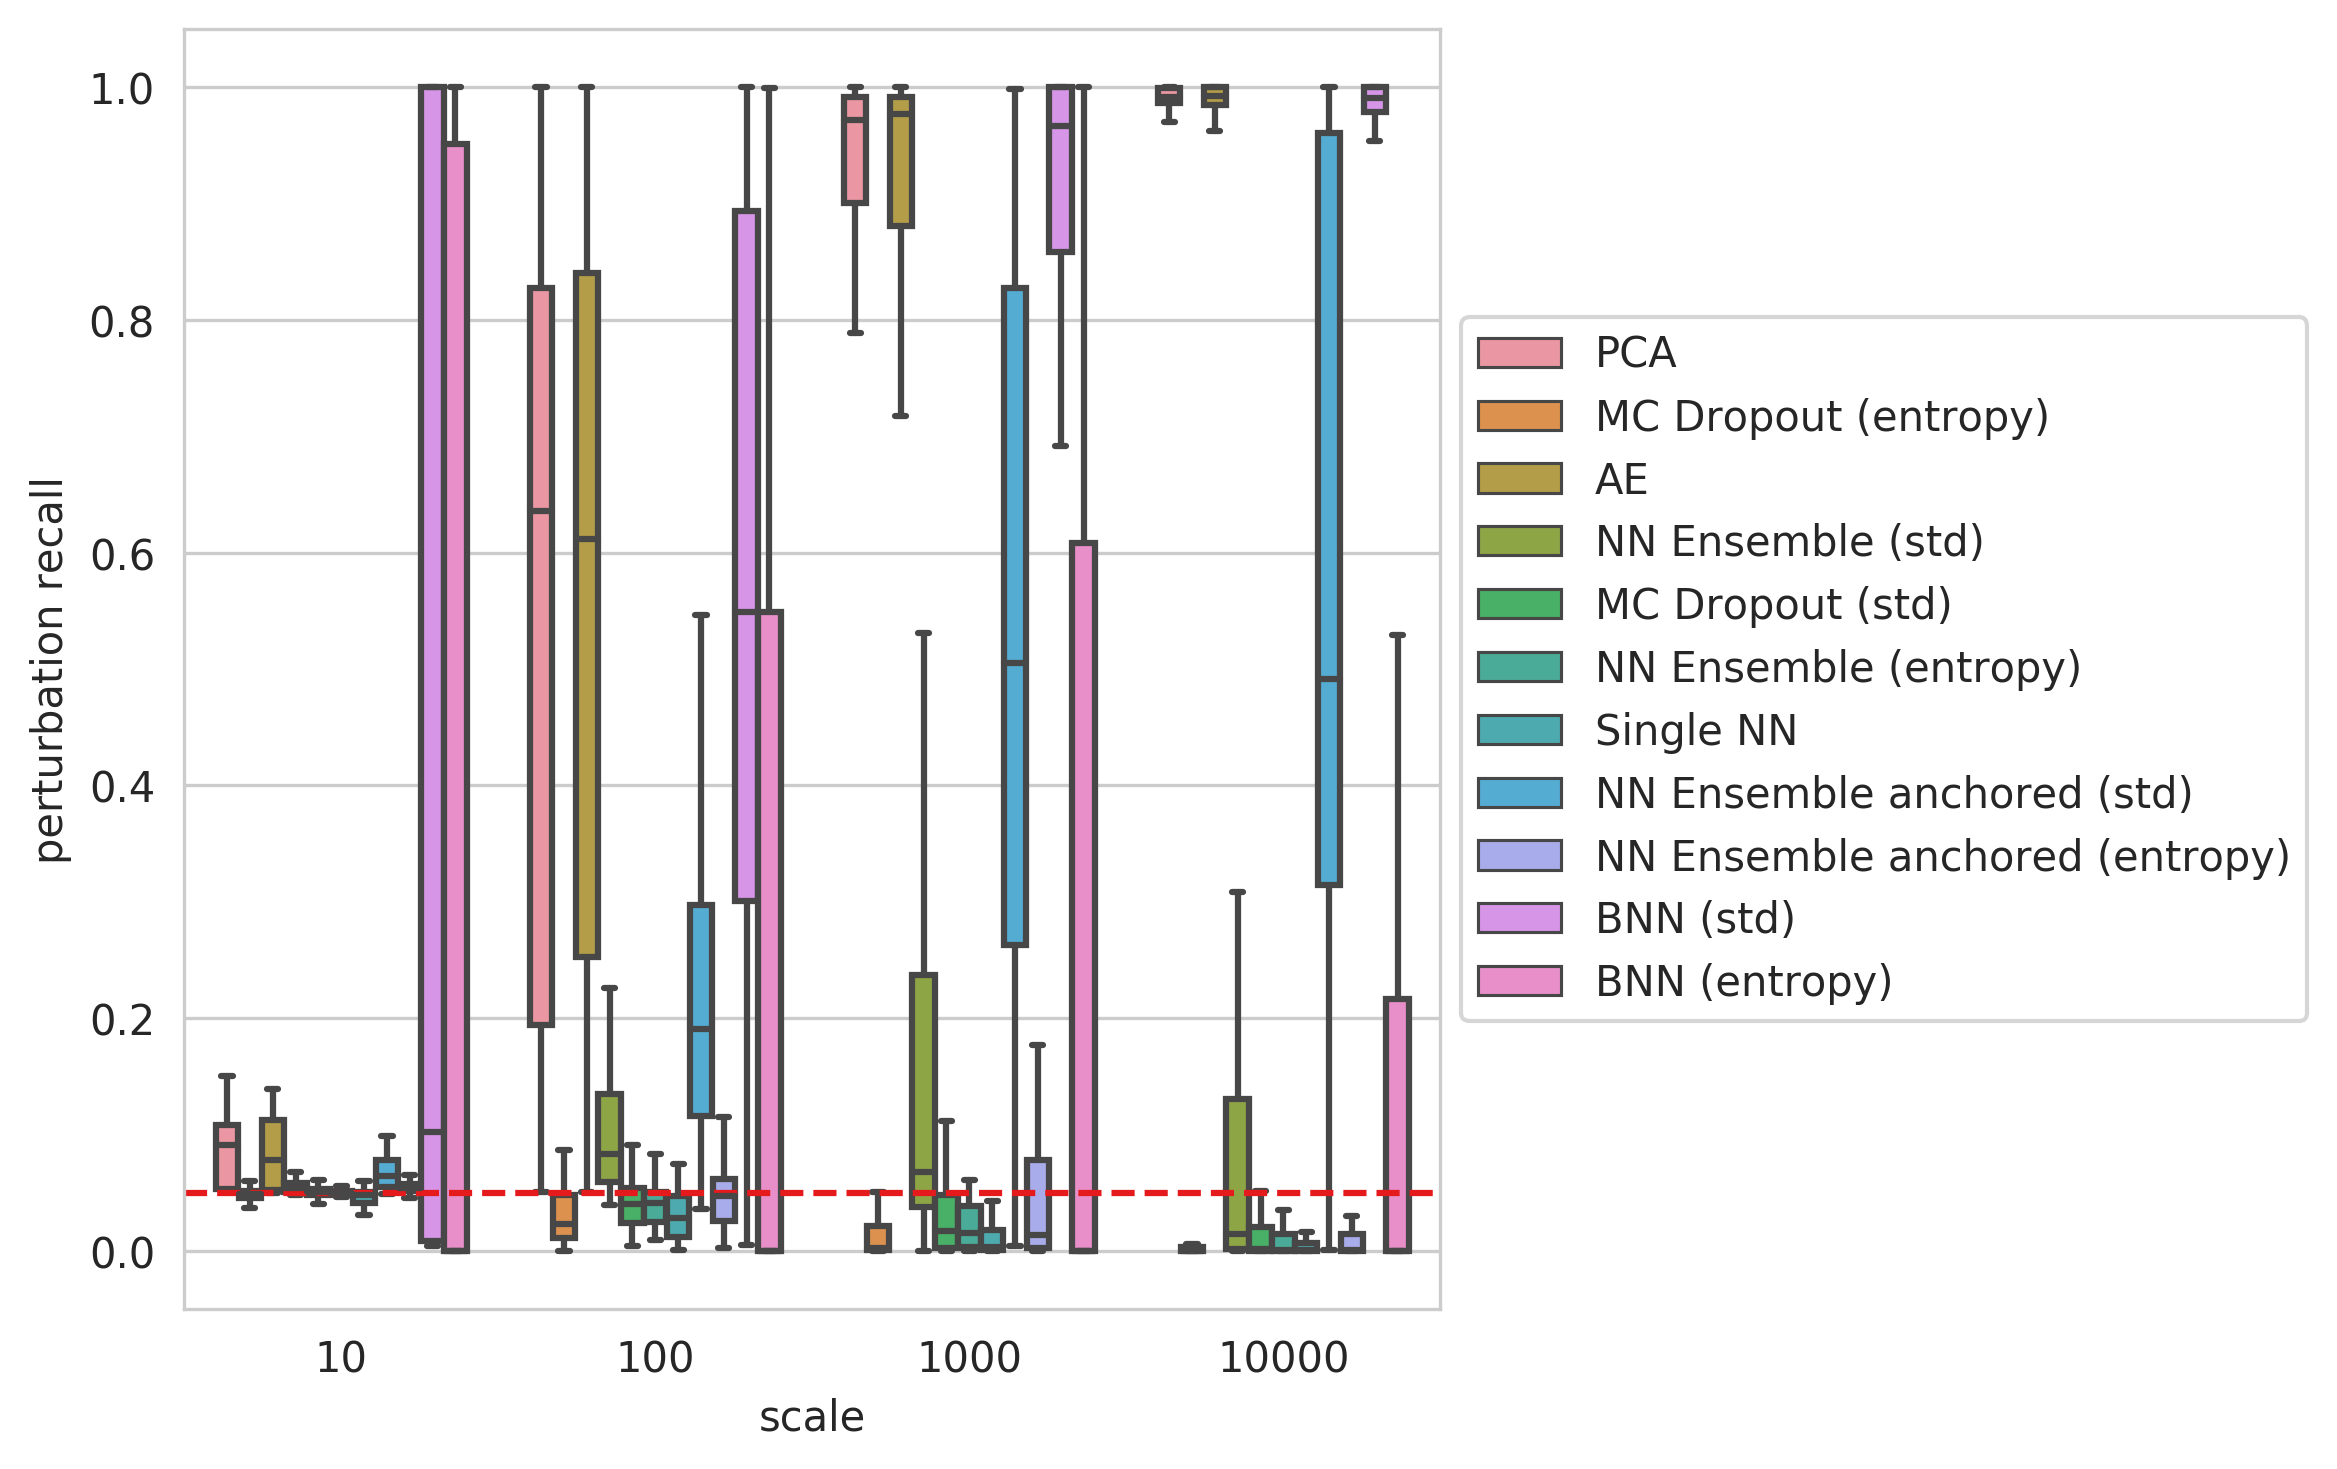 perturbation recall
1.0
0.8
0.6
0.4
0.2
0.0
10 100 1000 10000
scale
PCA
MC Dropout (entropy)
AE
NN Ensemble (std)
MC Dropout (std)
NN Ensemble (entropy)
Single NN
NN Ensemble anchored (std)
NN Ensemble anchored (entropy)
BNN (std)
BNN (entropy)